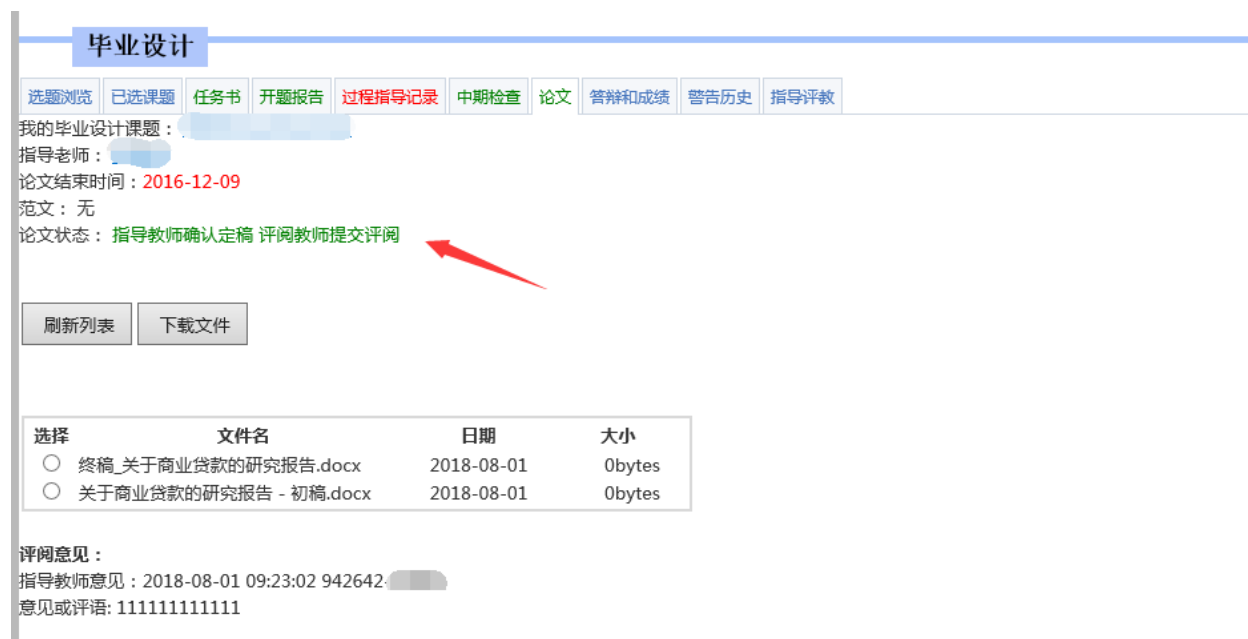 毕业设计
选题浏览 已选课题 任务书 开题报告 过程指导记录 中期检查 论文 答辩和成绩 警告历史 指导评教
我的毕业设计课题：
指导老师：
论文结束时间：2016-12-09
范文： 无
论文状态： 指导教师确认定稿 评阅教师提交评阅
刷新列表 下载文件
选择 文件名 日期 大小
终稿_关于商业贷款的研究报告.docx 2018-08-01 0bytes
关于商业贷款的研究报告 - 初稿.docx 2018-08-01 0bytes
评阅意见：
指导教师意见：2018-08-01 09:23:02 942642-
意见或评语: 111111111111